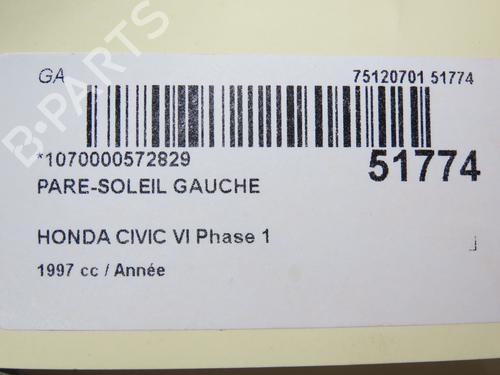 GA 75120701 51774
*1070000572829 51774
PARE-SOLEIL GAUCHE
HONDA CIVIC VI Phase 1
1997 cc / Année
B-PARTS